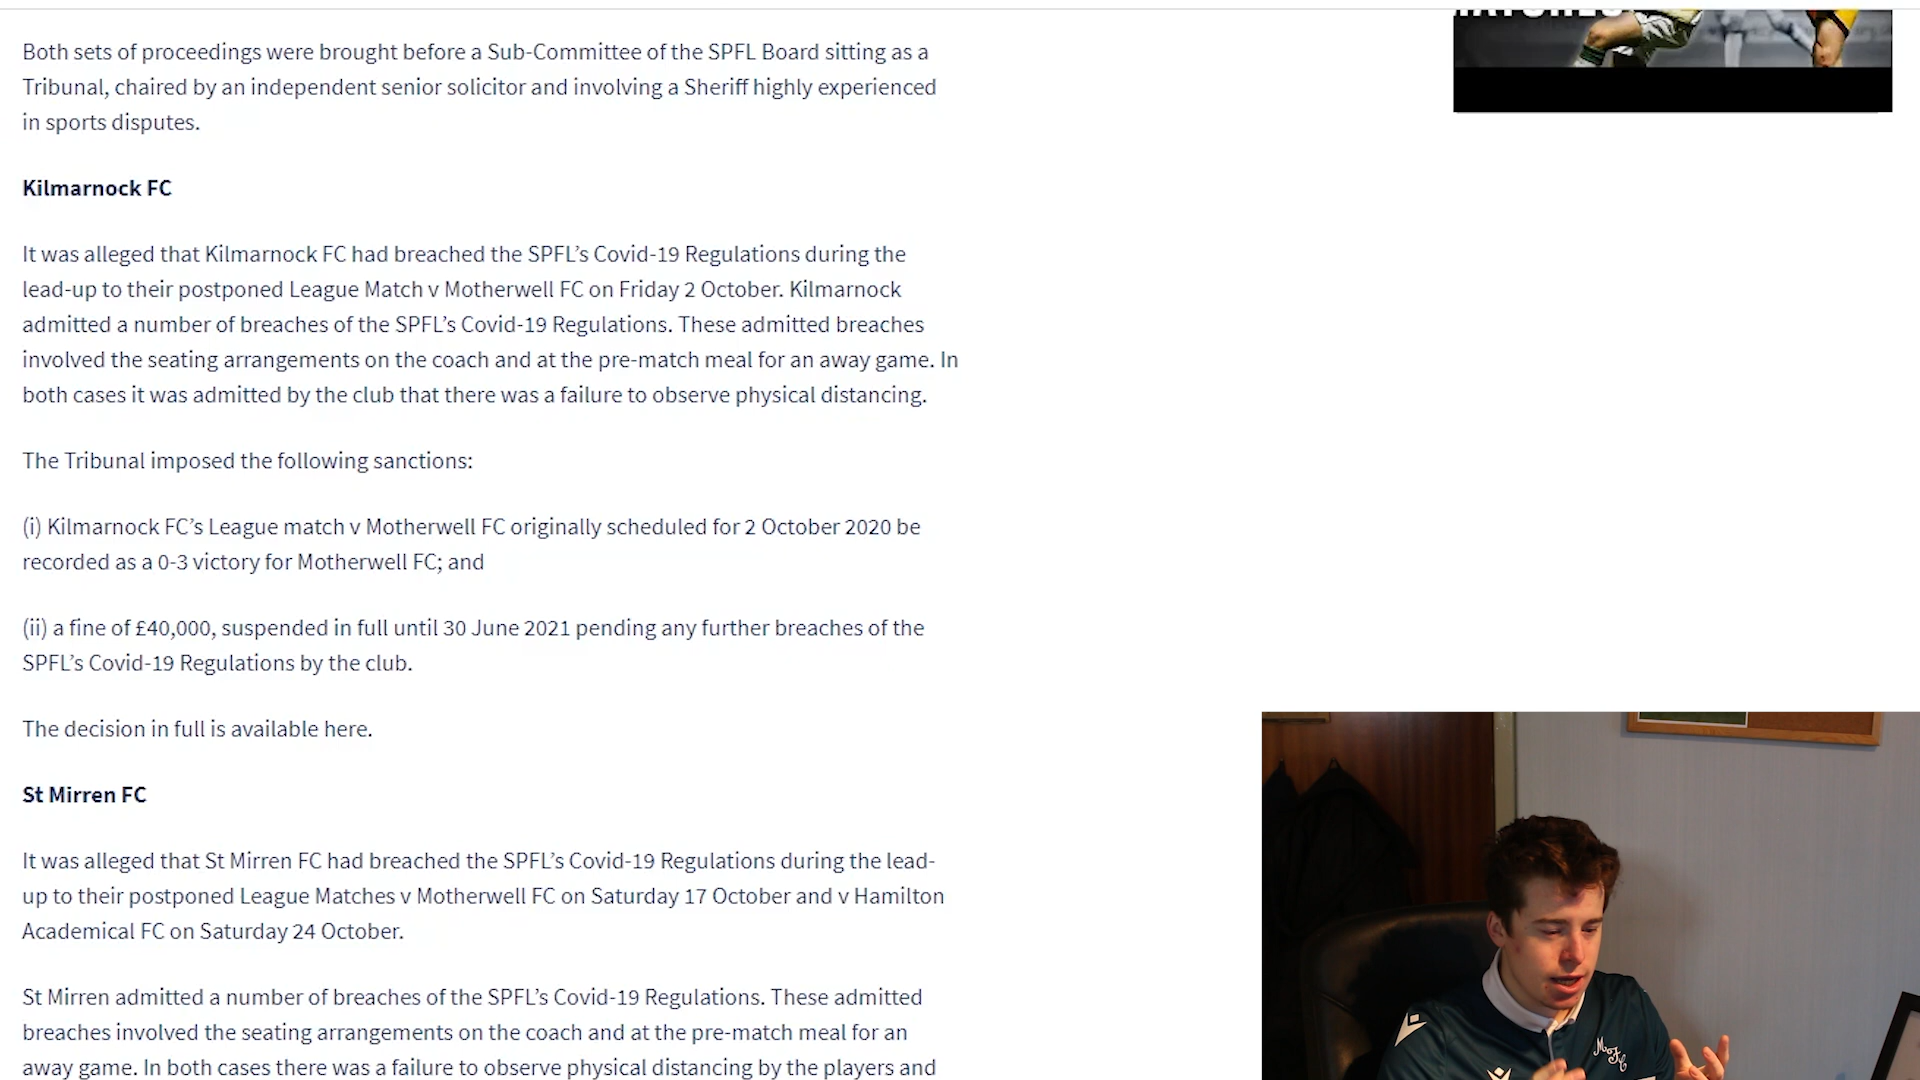 Both sets of proceedings were brought before a Sub-Committee of the SPFL Board sitting as a
Tribunal, chaired by an independent senior solicitor and involving a Sheriff highly experienced
in sports disputes.
Kilmarnock FC
It was alleged that Kilmarnock FC had breached the SPFL’s Covid-19 Regulations during the
lead-up to their postponed League Match v Motherwell FC on Friday 2 October. Kilmarnock
admitted a number of breaches of the SPFL’s Covid-19 Regulations. These admitted breaches
involved the seating arrangements on the coach and at the pre-match meal for an away game. In
both cases it was admitted by the club that there was a failure to observe physical distancing.
The Tribunal imposed the following sanctions:
(i) Kilmarnock FC’s League match v Motherwell FC originally scheduled for 2 October 2020 be
recorded as a 0-3 victory for Motherwell FC; and
(ii) a fine of £40,000, suspended in full until 30 June 2021 pending any further breaches of the
SPFL’s Covid-19 Regulations by the club.
The decision in full is available here.
St Mirren FC
It was alleged that St Mirren FC had breached the SPFL’s Covid-19 Regulations during the lead-
up to their postponed League Matches v Motherwell FC on Saturday 17 October and v Hamilton
Academical FC on Saturday 24 October.
St Mirren admitted a number of breaches of the SPFL’s Covid-19 Regulations. These admitted
breaches involved the seating arrangements on the coach and at the pre-match meal for an
away game. In both cases there was a failure to observe physical distancing by the players and
MFC